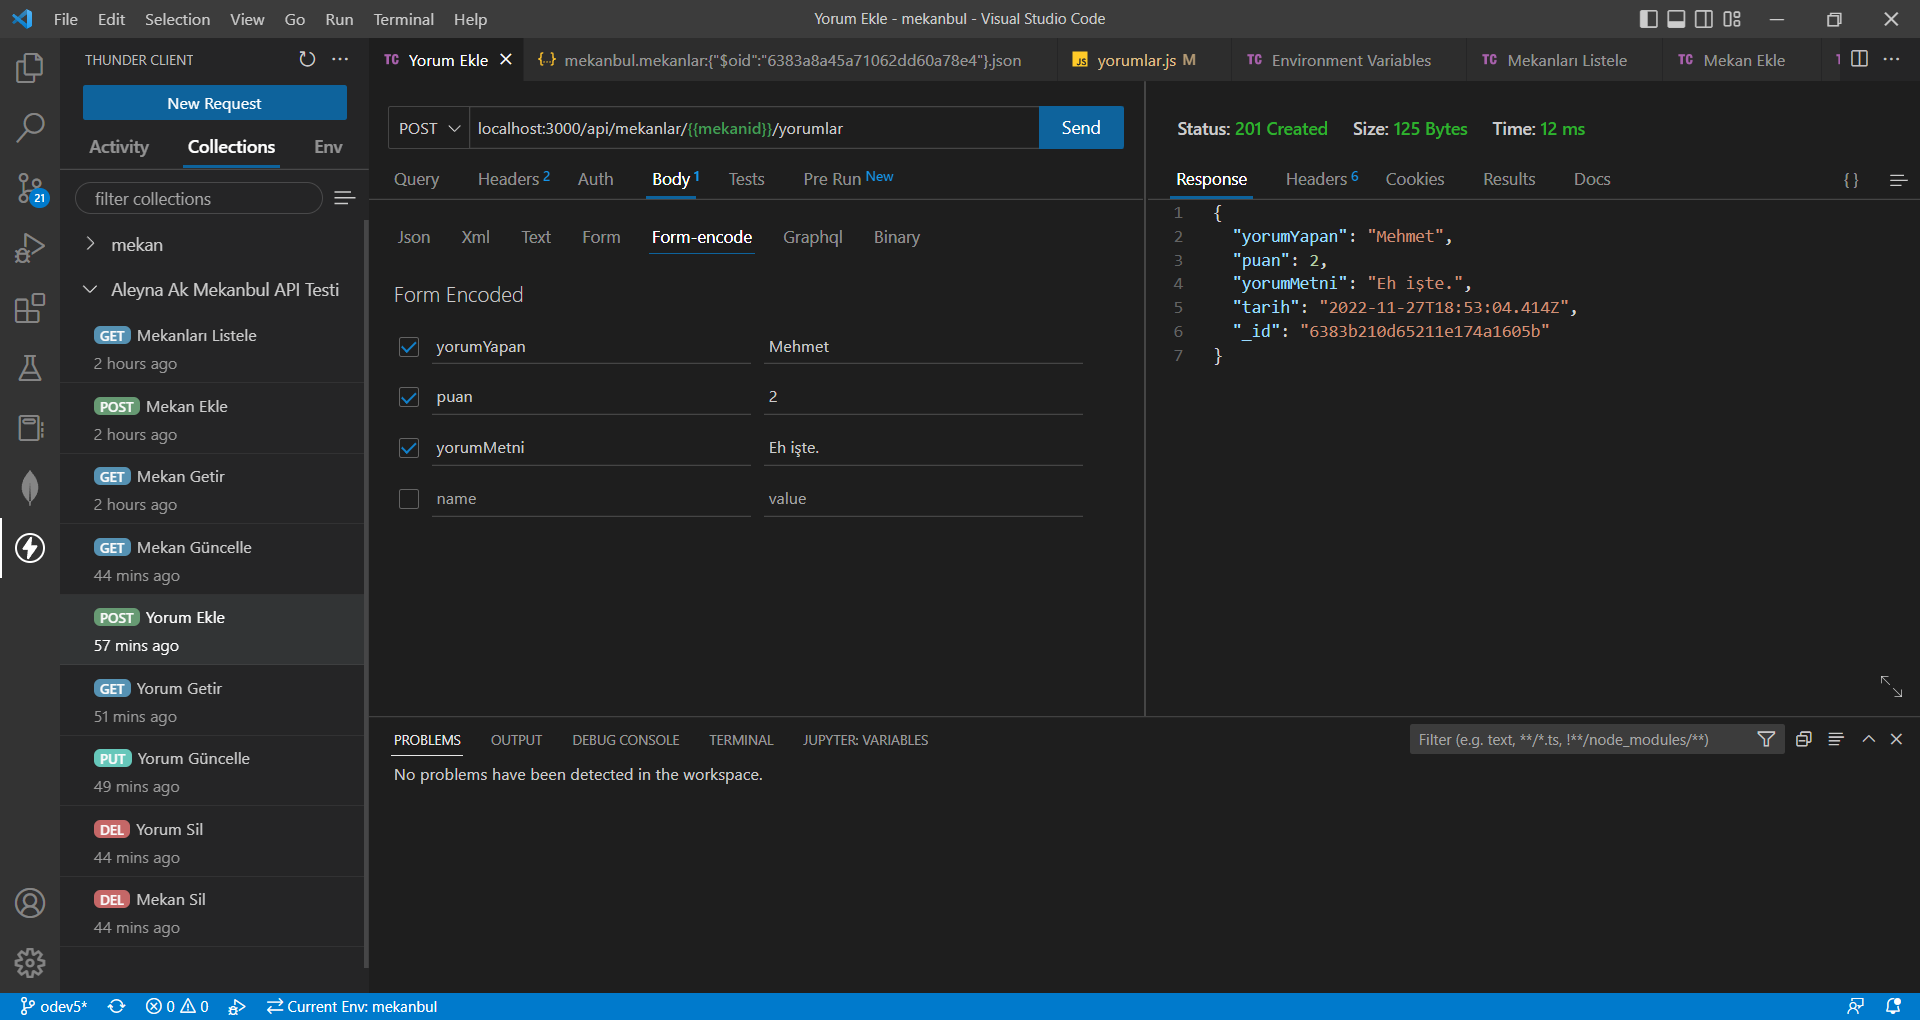 File Edit Selection View Go Run Terminal Help
Yorum Ekle - mekanbul - Visual Studio Code
THUNDER CLIENT
New Request
Activity Collections Env
filter collections
mekan
Aleyna Ak Mekanbul API Testi
GET Mekanları Listele
2 hours ago
POST Mekan Ekle
2 hours ago
GET Mekan Getir
2 hours ago
GET Mekan Güncelle
44 mins ago
POST Yorum Ekle
57 mins ago
GET Yorum Getir
51 mins ago
PUT Yorum Güncelle
49 mins ago
DEL Yorum Sil
44 mins ago
DEL Mekan Sil
44 mins ago
21
TC Yorum Ekle
{..} mekanbul.mekanlar:{"$oid":"6383a8a45a71062dd60a78e4"}.json
JS yorumlar.js M
TC Environment Variables
TC Mekanları Listele
TC Mekan Ekle
POST localhost:3000/api/mekanlar/{{mekanid}}/yorumlar Send
Query Headers 2 Auth Body 1 Tests Pre Run New
Json Xml Text Form Form-encode Graphql Binary
Form Encoded
yorumYapan Mehmet
puan 2
yorumMetni Eh işte.
name value
Status: 201 Created Size: 125 Bytes Time: 12 ms
Response Headers 6 Cookies Results Docs { }
1 {
2 "yorumYapan": "Mehmet",
3 "puan": 2,
4 "yorumMetni": "Eh işte.",
5 "tarih": "2022-11-27T18:53:04.414Z",
6 "_id": "6383b210d65211e174a1605b"
7 }
PROBLEMS OUTPUT DEBUG CONSOLE TERMINAL JUPYTER: VARIABLES
Filter (e.g. text, **/*.ts, !**/node_modules/**)
No problems have been detected in the workspace.
odev5* 0 0 Current Env: mekanbul